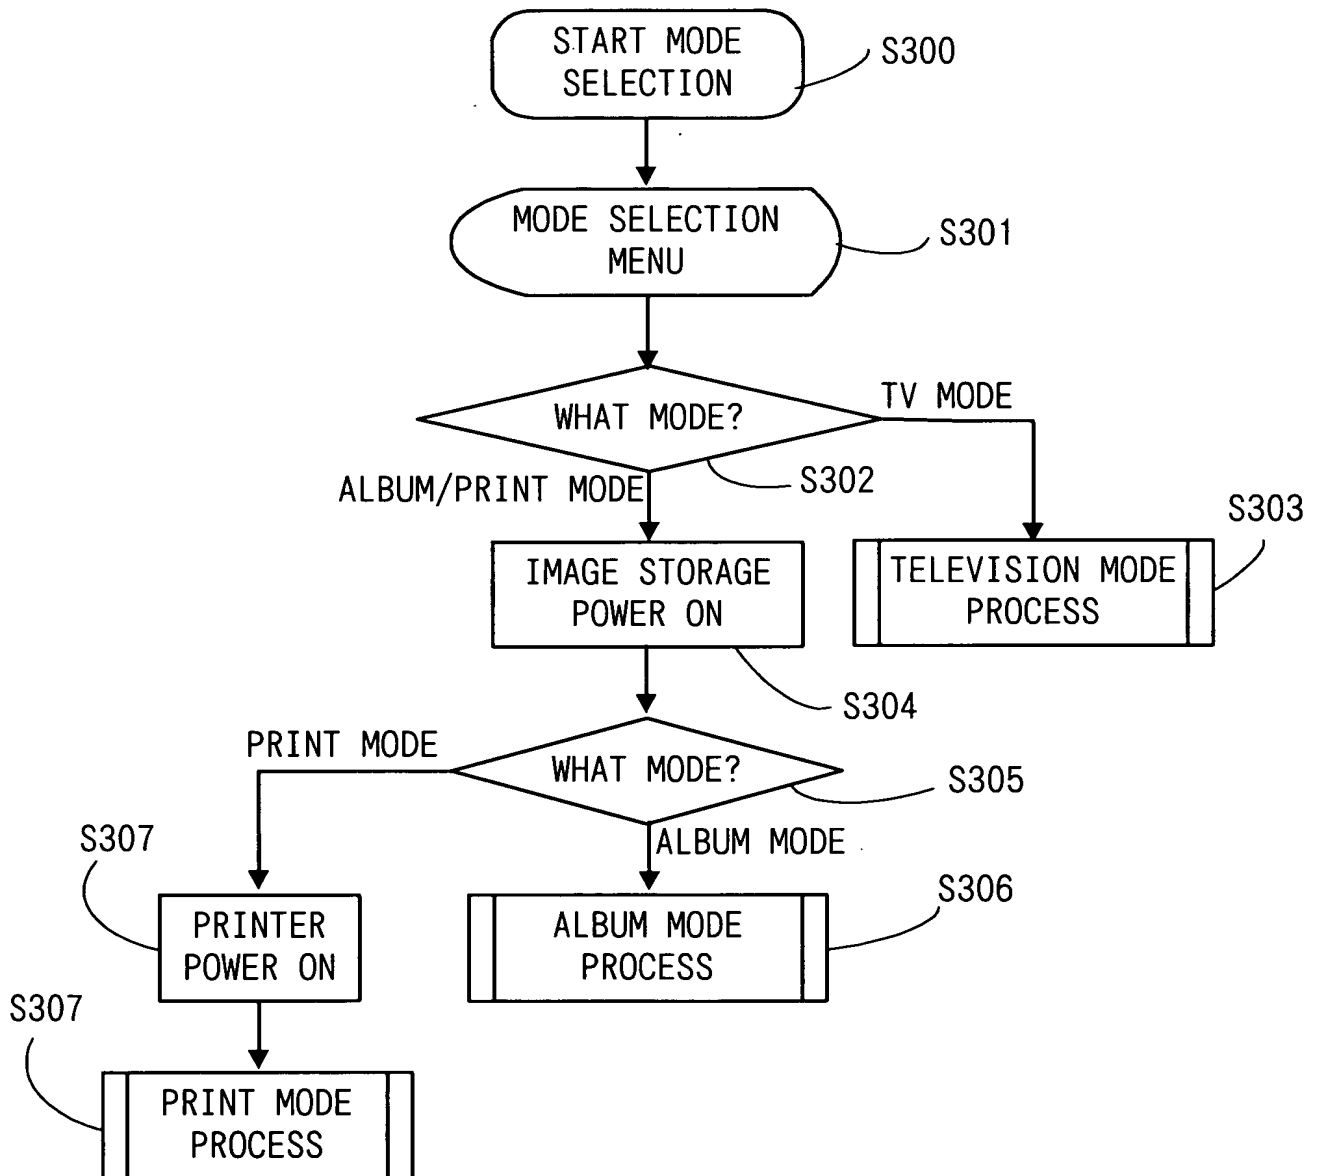 START MODE
SELECTION
S300
MODE SELECTION
MENU
S301
WHAT MODE?
TV MODE
S302
ALBUM/PRINT MODE
S303
IMAGE STORAGE
POWER ON
TELEVISION MODE
PROCESS
S304
PRINT MODE
WHAT MODE?
S305
ALBUM MODE
S307
S306
PRINTER
POWER ON
ALBUM MODE
PROCESS
S307
PRINT MODE
PROCESS